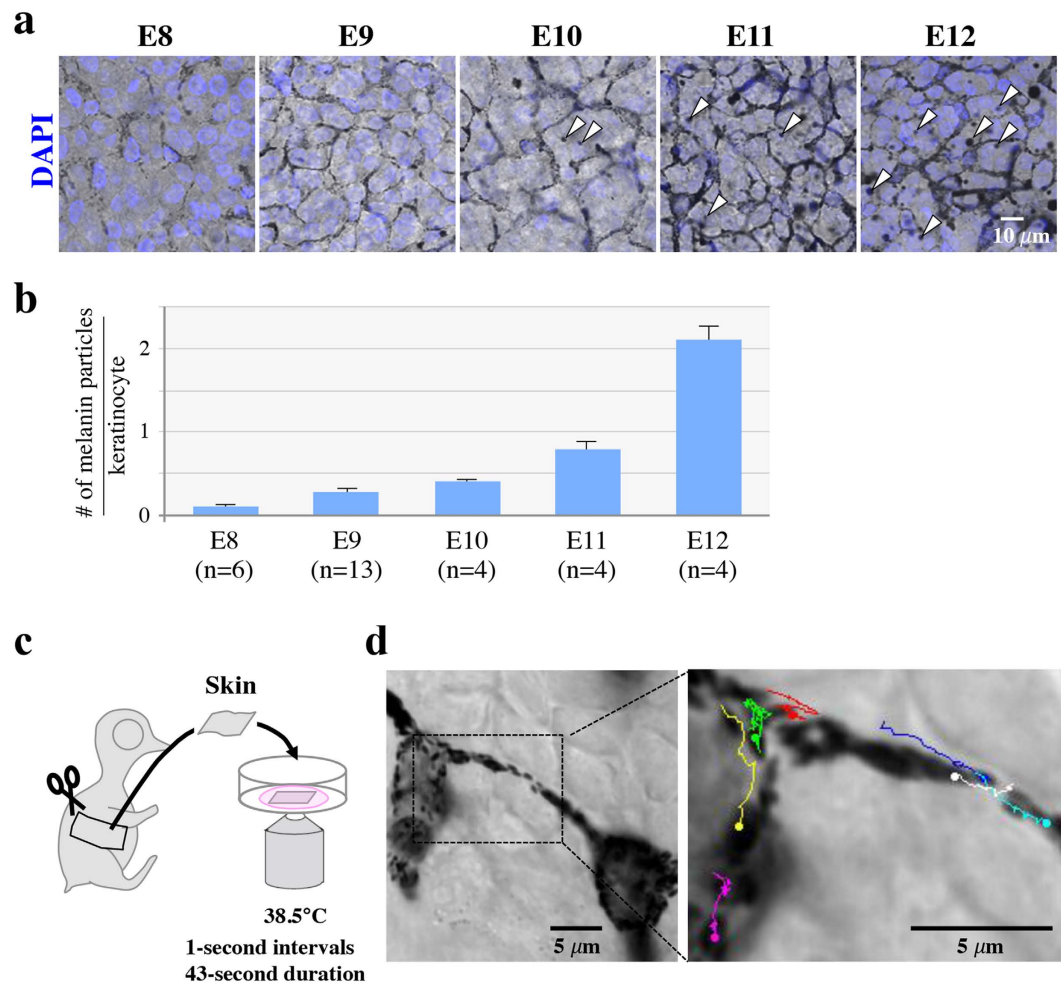 a
E8 E9 E10 E11 E12
DAPI
10 μm
b
# of melanin particles
keratinocyte
2
1
0
E8 E9 E10 E11 E12
(n=6) (n=13) (n=4) (n=4) (n=4)
c
Skin
38.5°C
1-second intervals
43-second duration
d
5 μm
5 μm